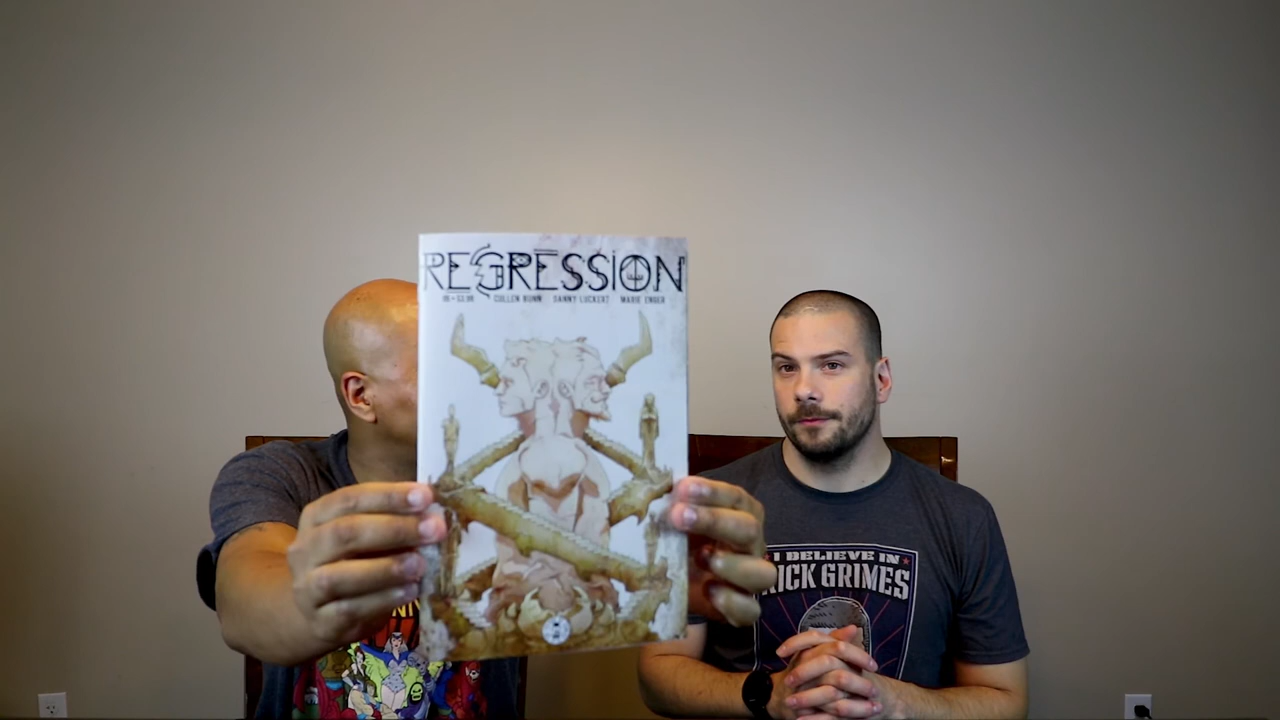 REGRESSION
CULLEN BUNN DANNY LUCKERT MARIE ENGER
I BELIEVE IN
RICK GRIMES